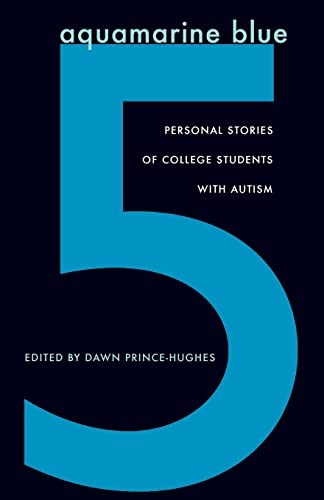 aquamarine blue
5
PERSONAL STORIES
OF COLLEGE STUDENTS
WITH AUTISM
EDITED BY DAWN PRINCE-HUGHES